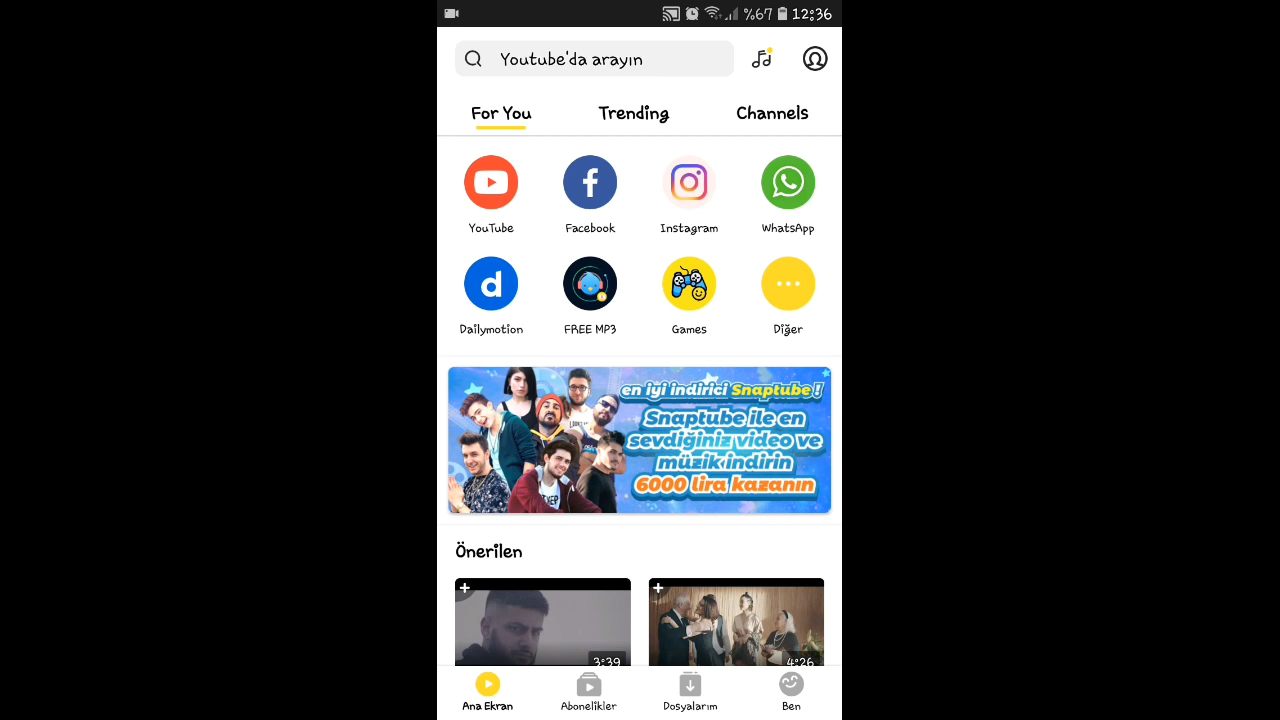 %67 12:36
Youtube'da arayın
For You Trending Channels
YouTube Facebook Instagram WhatsApp
Dailymotion FREE MP3 Games Diğer
en iyi indirici Snaptube!
Snaptube ile en
sevdiğiniz video ve
müzik indirin
6000 lira kazanın
Önerilen
3:39 4:26
Ana Ekran Abonelikler Dosyalarım Ben